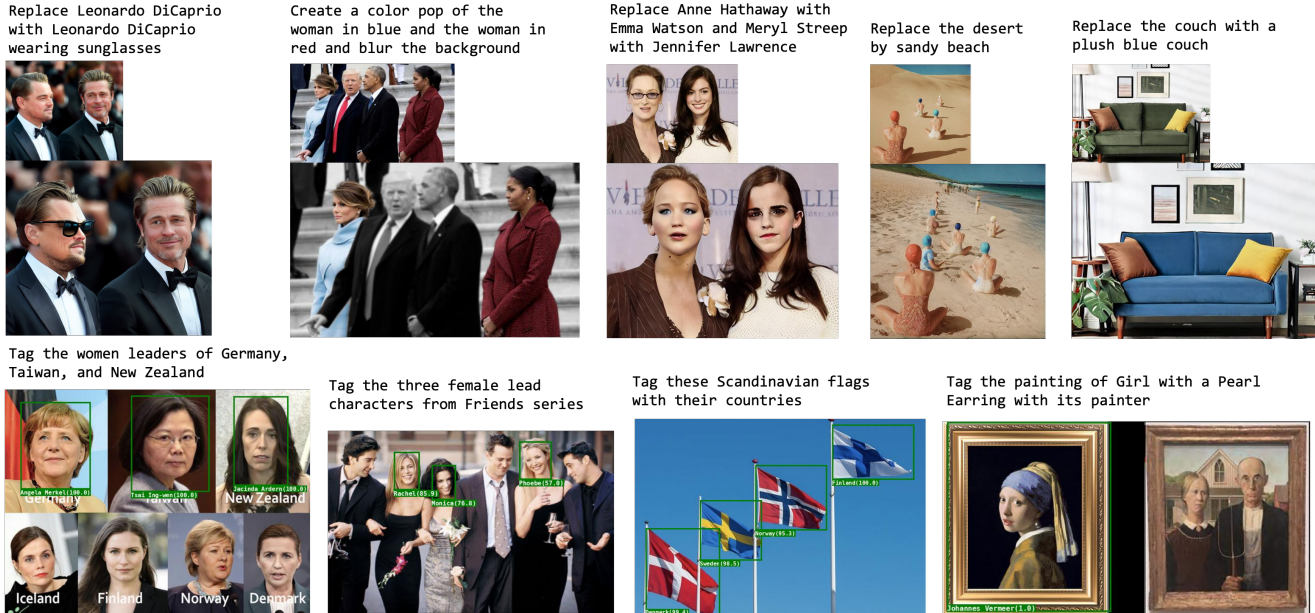 Replace Leonardo DiCaprio
with Leonardo DiCaprio
wearing sunglasses
Create a color pop of the
woman in blue and the woman in
red and blur the background
Replace Anne Hathaway with
Emma Watson and Meryl Streep
with Jennifer Lawrence
Replace the desert
by sandy beach
Replace the couch with a
plush blue couch
Tag the women leaders of Germany,
Taiwan, and New Zealand
Angela Merkel(100.0)
Tsai Ing-wen(100.0)
Jacinda Ardern(100.0)
Germany
Taiwan
New Zealand
Iceland
Finland
Norway
Denmark
Tag the three female lead
characters from Friends series
Rachel(85.9)
Monica(76.8)
Phoebe(57.0)
Tag these Scandinavian flags
with their countries
Finland(100.0)
Norway(95.3)
Sweden(98.5)
Tag the painting of Girl with a Pearl
Earring with its painter
Johannes Vermeer(1.0)